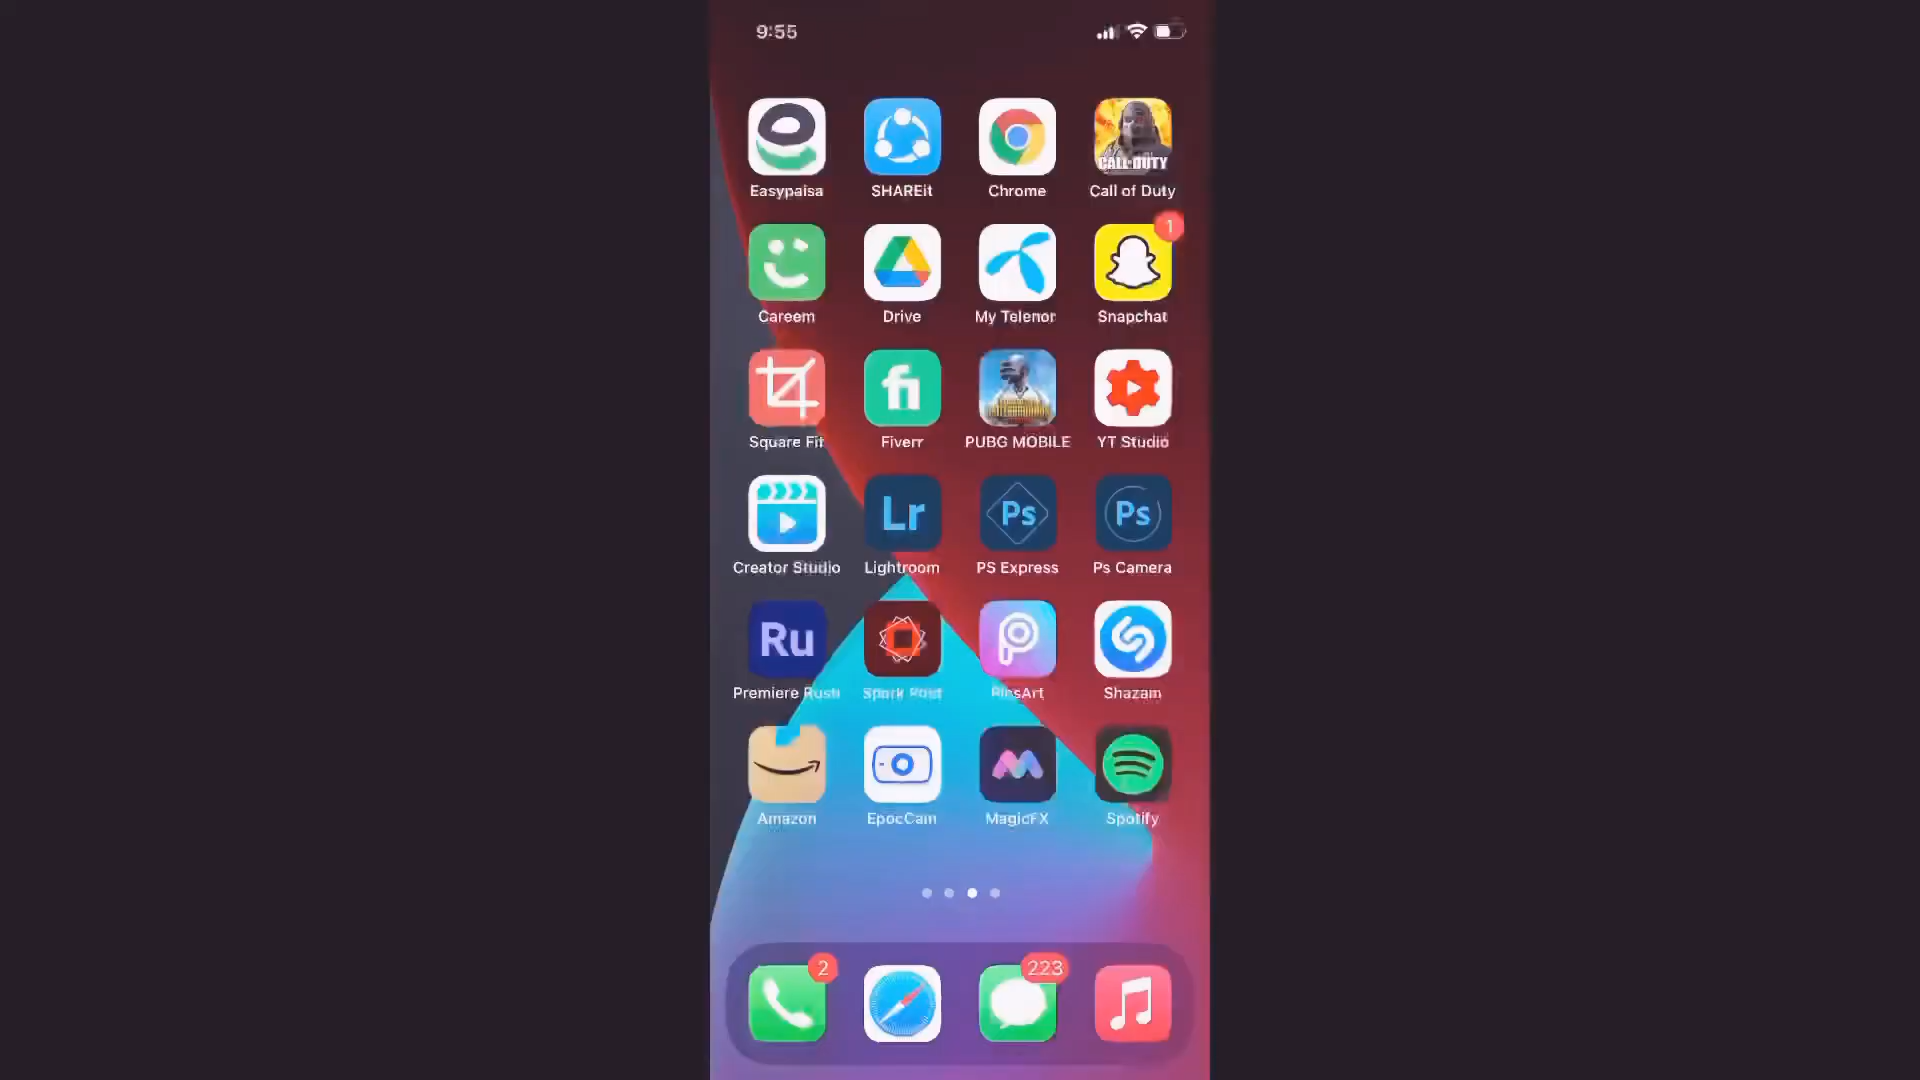 9:55
CALL·DUTY
Easypaisa SHAREit Chrome Call of Duty
1
Careem Drive My Telenor Snapchat
fi
Square Fit Fiverr PUBG MOBILE YT Studio
Lr Ps Ps
Creator Studio Lightroom PS Express Ps Camera
Ru
Premiere Rush Spark Post PicsArt Shazam
Amazon EpocCam MagicFX Spotify
2 223